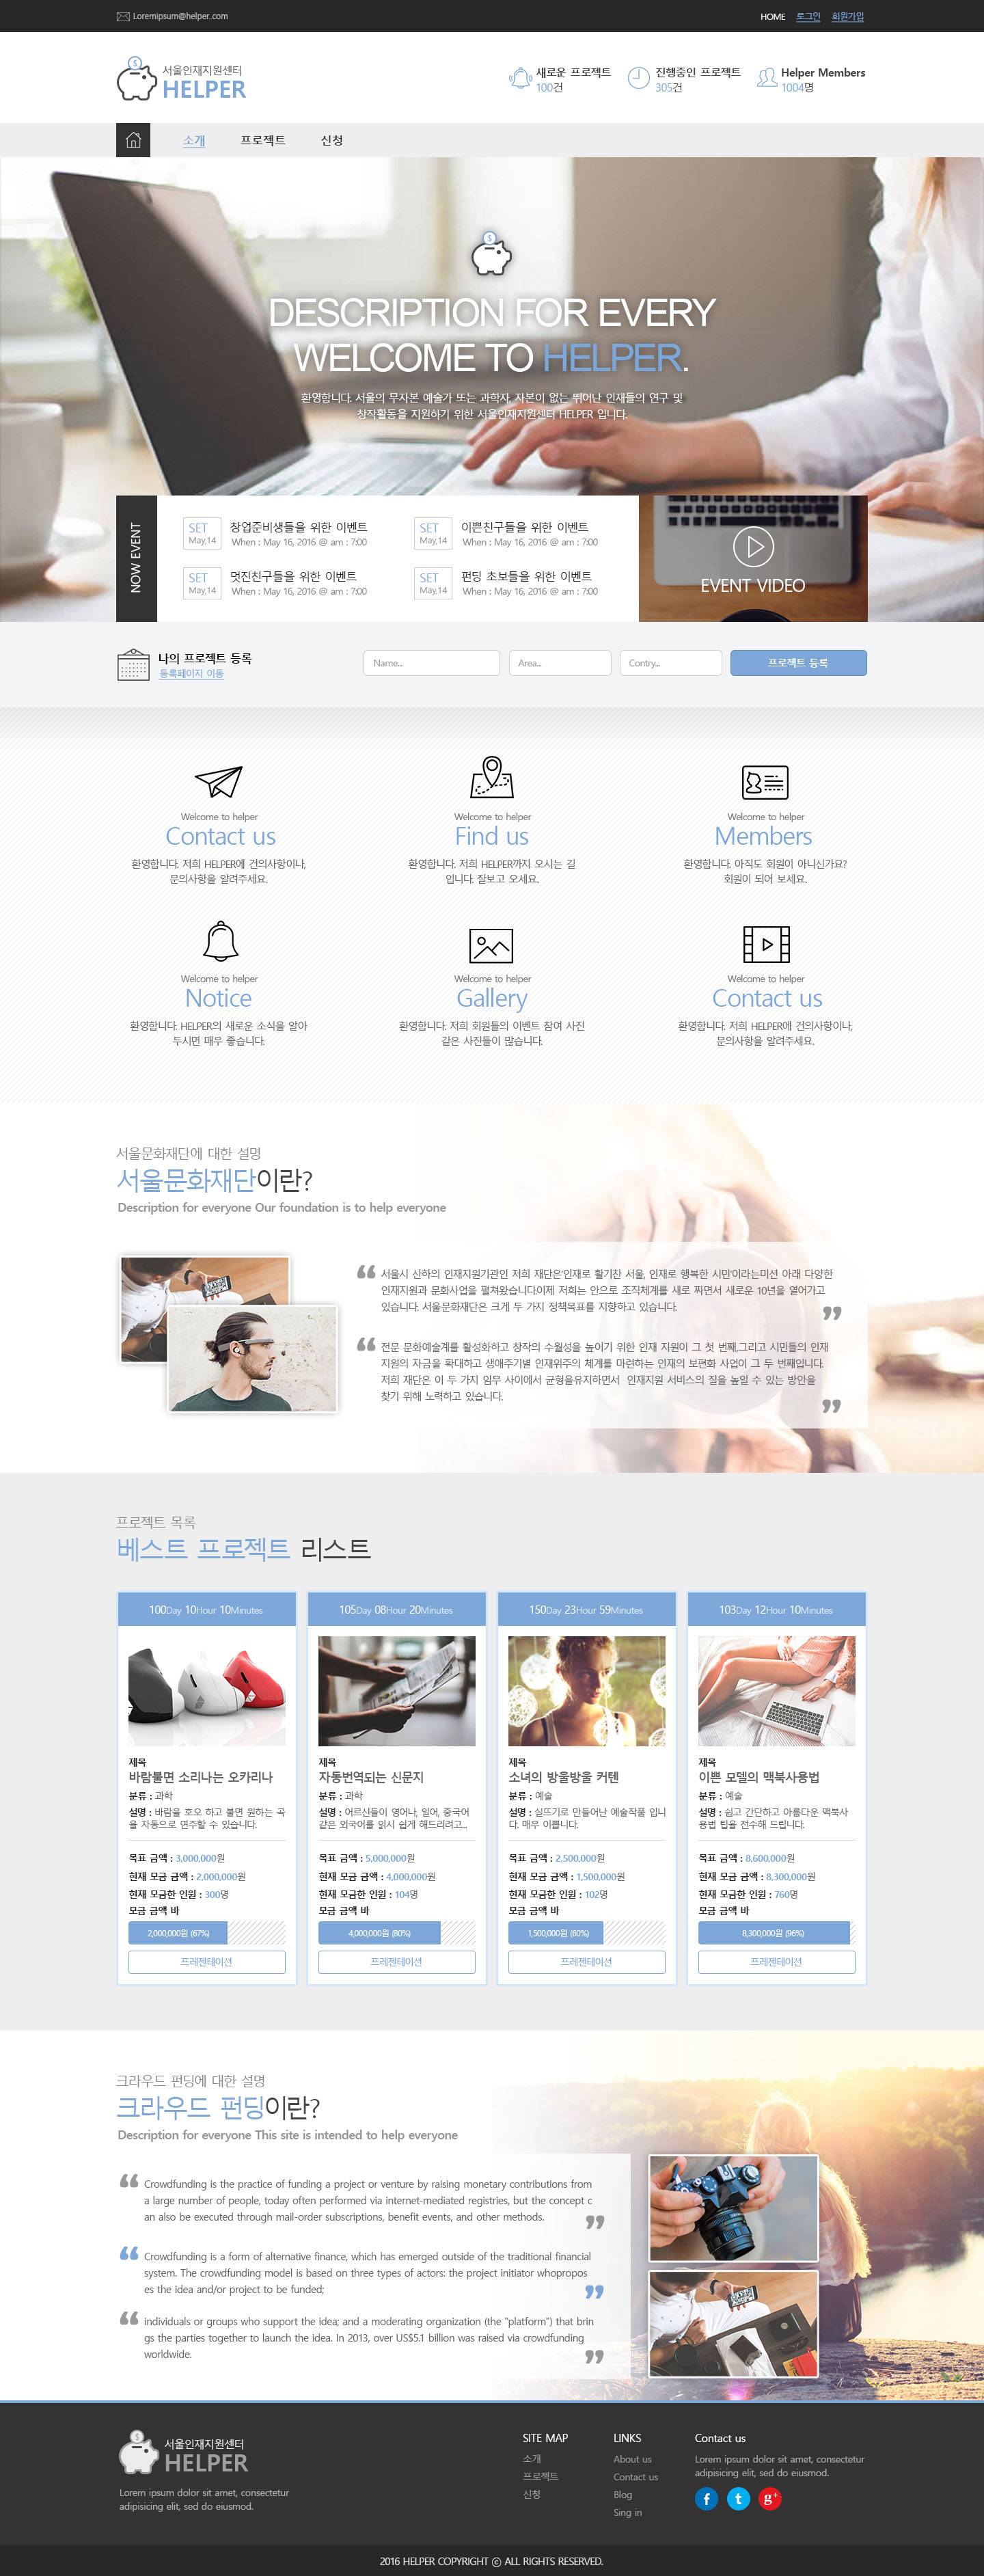 Loremipsum@helper.com
HOME 로그인 회원가입
서울인재지원센터
HELPER
새로운 프로젝트
100건
진행중인 프로젝트
305건
Helper Members
1004명
소개 프로젝트 신청
DESCRIPTION FOR EVERY
WELCOME TO HELPER.
환영합니다. 서울의 무자본 예술가 또는 과학자, 자본이 없는 뛰어난 인재들의 연구 및
창작활동을 지원하기 위한 서울인재지원센터 HELPER 입니다.
NOW EVENT
SET
May,14
창업준비생들을 위한 이벤트
When : May 16, 2016 @ am : 7:00
SET
May,14
이쁜친구들을 위한 이벤트
When : May 16, 2016 @ am : 7:00
SET
May,14
멋진친구들을 위한 이벤트
When : May 16, 2016 @ am : 7:00
SET
May,14
펀딩 초보들을 위한 이벤트
When : May 16, 2016 @ am : 7:00
EVENT VIDEO
나의 프로젝트 등록
등록페이지 이동
Name...
Area...
Contry...
프로젝트 등록
Welcome to helper
Contact us
환영합니다. 저희 HELPER에 건의사항이나,
문의사항을 알려주세요.
Welcome to helper
Find us
환영합니다. 저희 HELPER까지 오시는 길
입니다. 잘보고 오세요.
Welcome to helper
Members
환영합니다. 아직도 회원이 아니신가요?
회원이 되어 보세요.
Welcome to helper
Notice
환영합니다. HELPER의 새로운 소식을 알아
두시면 매우 좋습니다.
Welcome to helper
Gallery
환영합니다. 저희 회원들의 이벤트 참여 사진
같은 사진들이 많습니다.
Welcome to helper
Contact us
환영합니다. 저희 HELPER에 건의사항이나,
문의사항을 알려주세요.
서울문화재단에 대한 설명
서울문화재단이란?
Description for everyone Our foundation is to help everyone
서울시 산하의 인재지원기관인 저희 재단은'인재로 활기찬 서울, 인재로 행복한 시민'이라는미션 아래 다양한
인재지원과 문화사업을 펼쳐왔습니다이제 저희는 안으로 조직체계를 새로 짜면서 새로운 10년을 열어가고
있습니다. 서울문화재단은 크게 두 가지 정책목표를 지향하고 있습니다.
전문 문화예술계를 활성화하고 창작의 수월성을 높이기 위한 인재 지원이 그 첫 번째,그리고 시민들의 인재
지원의 자금을 확대하고 생애주기별 인재위주의 체계를 마련하는 인재의 보편화 사업이 그 두 번째입니다.
저희 재단은 이 두 가지 임무 사이에서 균형을유지하면서 인재지원 서비스의 질을 높일 수 있는 방안을
찾기 위해 노력하고 있습니다.
프로젝트 목록
베스트 프로젝트 리스트
100Day 10Hour 10Minutes
제목
바람불면 소리나는 오카리나
분류 : 과학
설명 : 바람을 호오 하고 불면 원하는 곡
을 자동으로 연주할 수 있습니다.
목표 금액 : 3,000,000원
현재 모금 금액 : 2,000,000원
현재 모금한 인원 : 300명
모금 금액 바
2,000,000원 (67%)
프레젠테이션
105Day 08Hour 20Minutes
제목
자동번역되는 신문지
분류 : 과학
설명 : 어르신들이 영어나, 일어, 중국어
같은 외국어를 읽시 쉽게 해드리려고...
목표 금액 : 5,000,000원
현재 모금 금액 : 4,000,000원
현재 모금한 인원 : 104명
모금 금액 바
4,000,000원 (80%)
프레젠테이션
150Day 23Hour 59Minutes
제목
소녀의 방울방울 커텐
분류 : 예술
설명 : 실뜨기로 만들어난 예술작품 입니
다. 매우 이쁩니다.
목표 금액 : 2,500,000원
현재 모금 금액 : 1,500,000원
현재 모금한 인원 : 102명
모금 금액 바
1,500,000원 (60%)
프레젠테이션
103Day 12Hour 10Minutes
제목
이쁜 모델의 맥북사용법
분류 : 예술
설명 : 쉽고 간단하고 아름다운 맥북사
용법 팁을 전수해 드립니다.
목표 금액 : 8,600,000원
현재 모금 금액 : 8,300,000원
현재 모금한 인원 : 760명
모금 금액 바
8,300,000원 (96%)
프레젠테이션
크라우드 펀딩에 대한 설명
크라우드 펀딩이란?
Description for everyone This site is intended to help everyone
Crowdfunding is the practice of funding a project or venture by raising monetary contributions from
a large number of people, today often performed via internet-mediated registries, but the concept c
an also be executed through mail-order subscriptions, benefit events, and other methods.
Crowdfunding is a form of alternative finance, which has emerged outside of the traditional financial
system. The crowdfunding model is based on three types of actors: the project initiator whopropos
es the idea and/or project to be funded;
individuals or groups who support the idea; and a moderating organization (the "platform") that brin
gs the parties together to launch the idea. In 2013, over US$5.1 billion was raised via crowdfunding
worldwide.
서울인재지원센터
HELPER
Lorem ipsum dolor sit amet, consectetur
adipisicing elit, sed do eiusmod.
SITE MAP
소개
프로젝트
신청
LINKS
About us
Contact us
Blog
Sing in
Contact us
Lorem ipsum dolor sit amet, consectetur
adipisicing elit, sed do eiusmod.
2016 HELPER COPYRIGHT ⓒ ALL RIGHTS RESERVED.